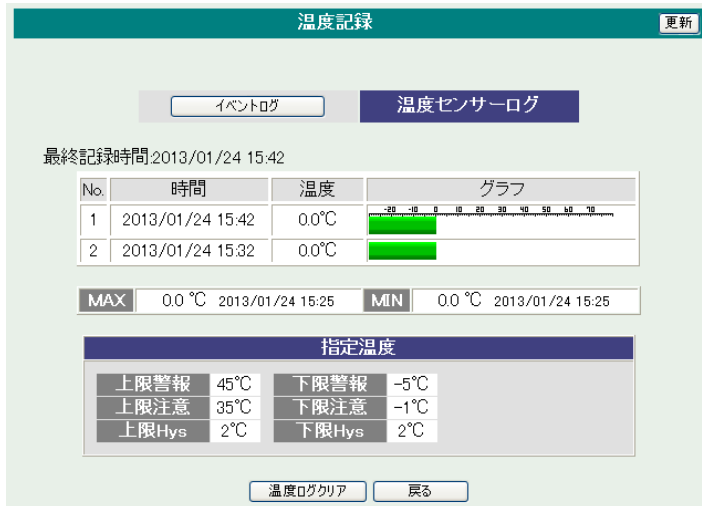 温度記録 更新
イベントログ 温度センサーログ
最終記録時間:2013/01/24 15:42
No. 時間 温度 グラフ
-20 -10 0 10 20 30 40 50 60 70
1 2013/01/24 15:42 0.0℃
2 2013/01/24 15:32 0.0℃
MAX 0.0 ℃ 2013/01/24 15:25 MIN 0.0 ℃ 2013/01/24 15:25
指定温度
上限警報 45℃ 下限警報 -5℃
上限注意 35℃ 下限注意 -1℃
上限Hys 2℃ 下限Hys 2℃
温度ログクリア 戻る